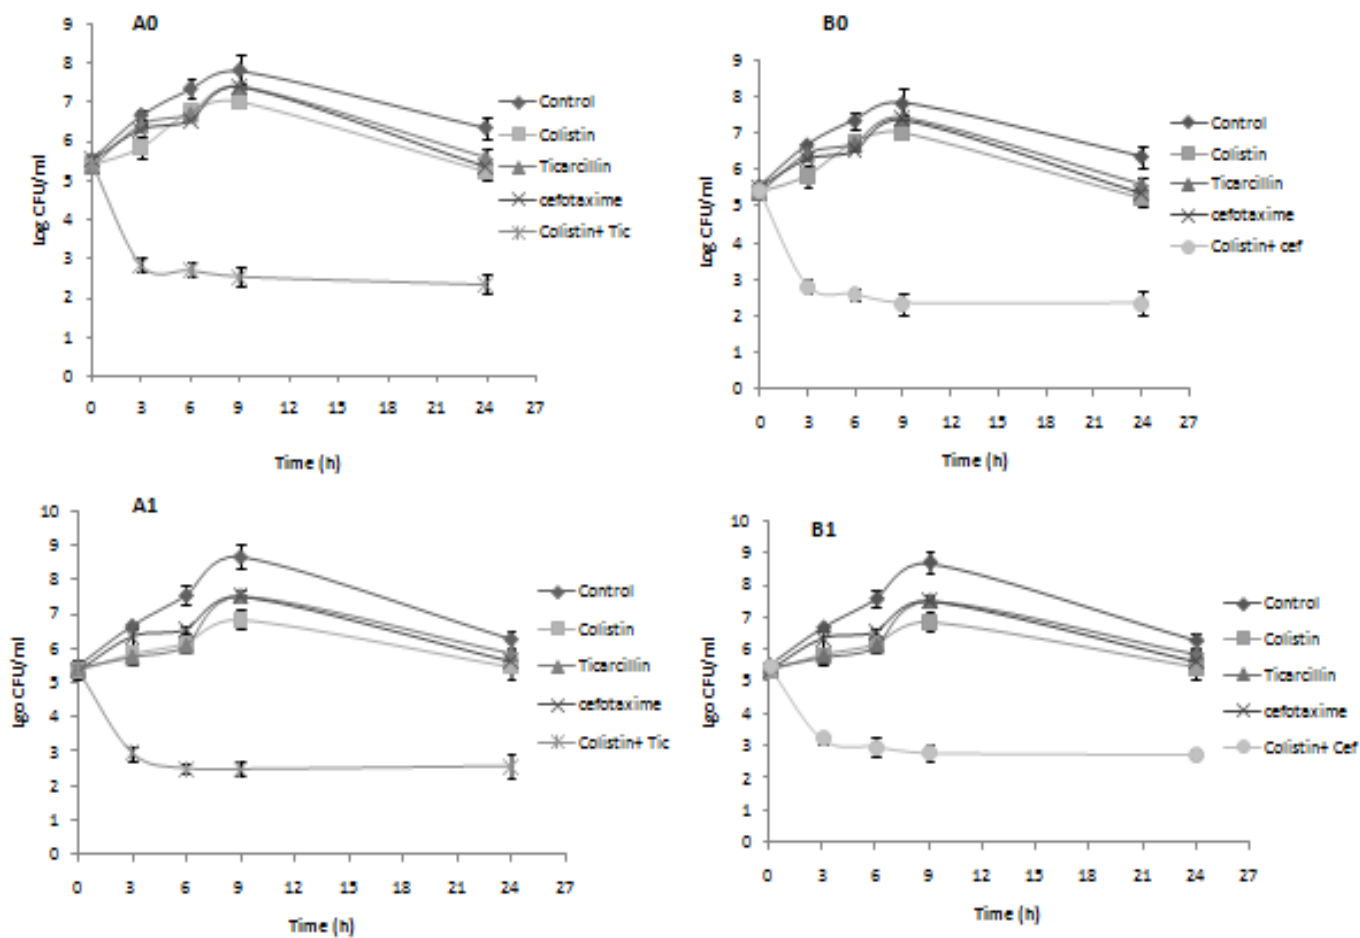 A0
9
8
7
6
5
4
3
2
1
0
Log CFU/ml
0 3 6 9 12 15 18 21 24 27
Time (h)
Control
Colistin
Ticarcillin
cefotaxime
Colistin+ Tic
B0
9
8
7
6
5
4
3
2
1
0
Log CFU/ml
0 3 6 9 12 15 18 21 24 27
Time (h)
Control
Colistin
Ticarcillin
cefotaxime
Colistin+ cef
A1
10
9
8
7
6
5
4
3
2
1
0
lgo CFU/ml
0 3 6 9 12 15 18 21 24 27
Time (h)
Control
Colistin
Ticarcillin
cefotaxime
Colistin+ Tic
B1
10
9
8
7
6
5
4
3
2
1
0
lgo CFU/ml
0 3 6 9 12 15 18 21 24 27
Time (h)
Control
Colistin
Ticarcillin
cefotaxime
Colistin+ Cef